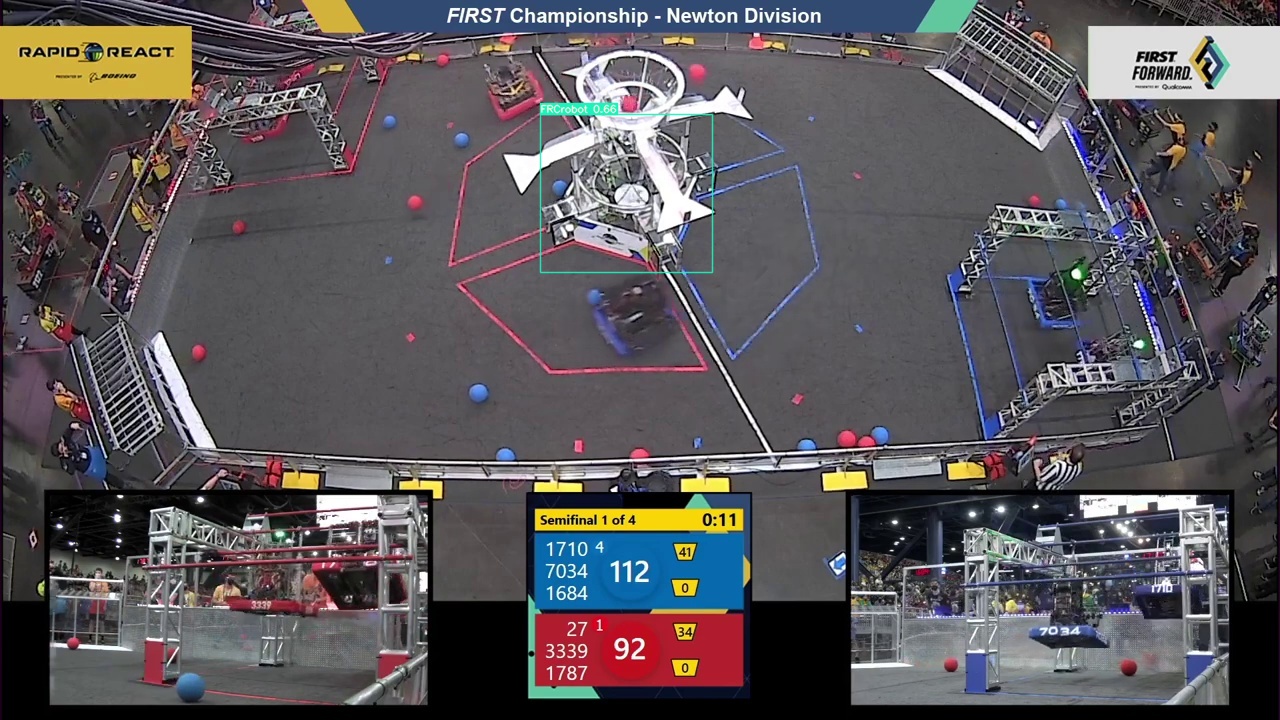 FIRST Championship - Newton Division
RAPID REACT
PRESENTED BY BOEING
FIRST
FORWARD
PRESENTED BY Qualcomm
FRCrobot 0.66
Semifinal 1 of 4 0:11
1710 4 41
7034 112
1684 0
27 1 34
3339 92
1787 0
3339
7034
1710